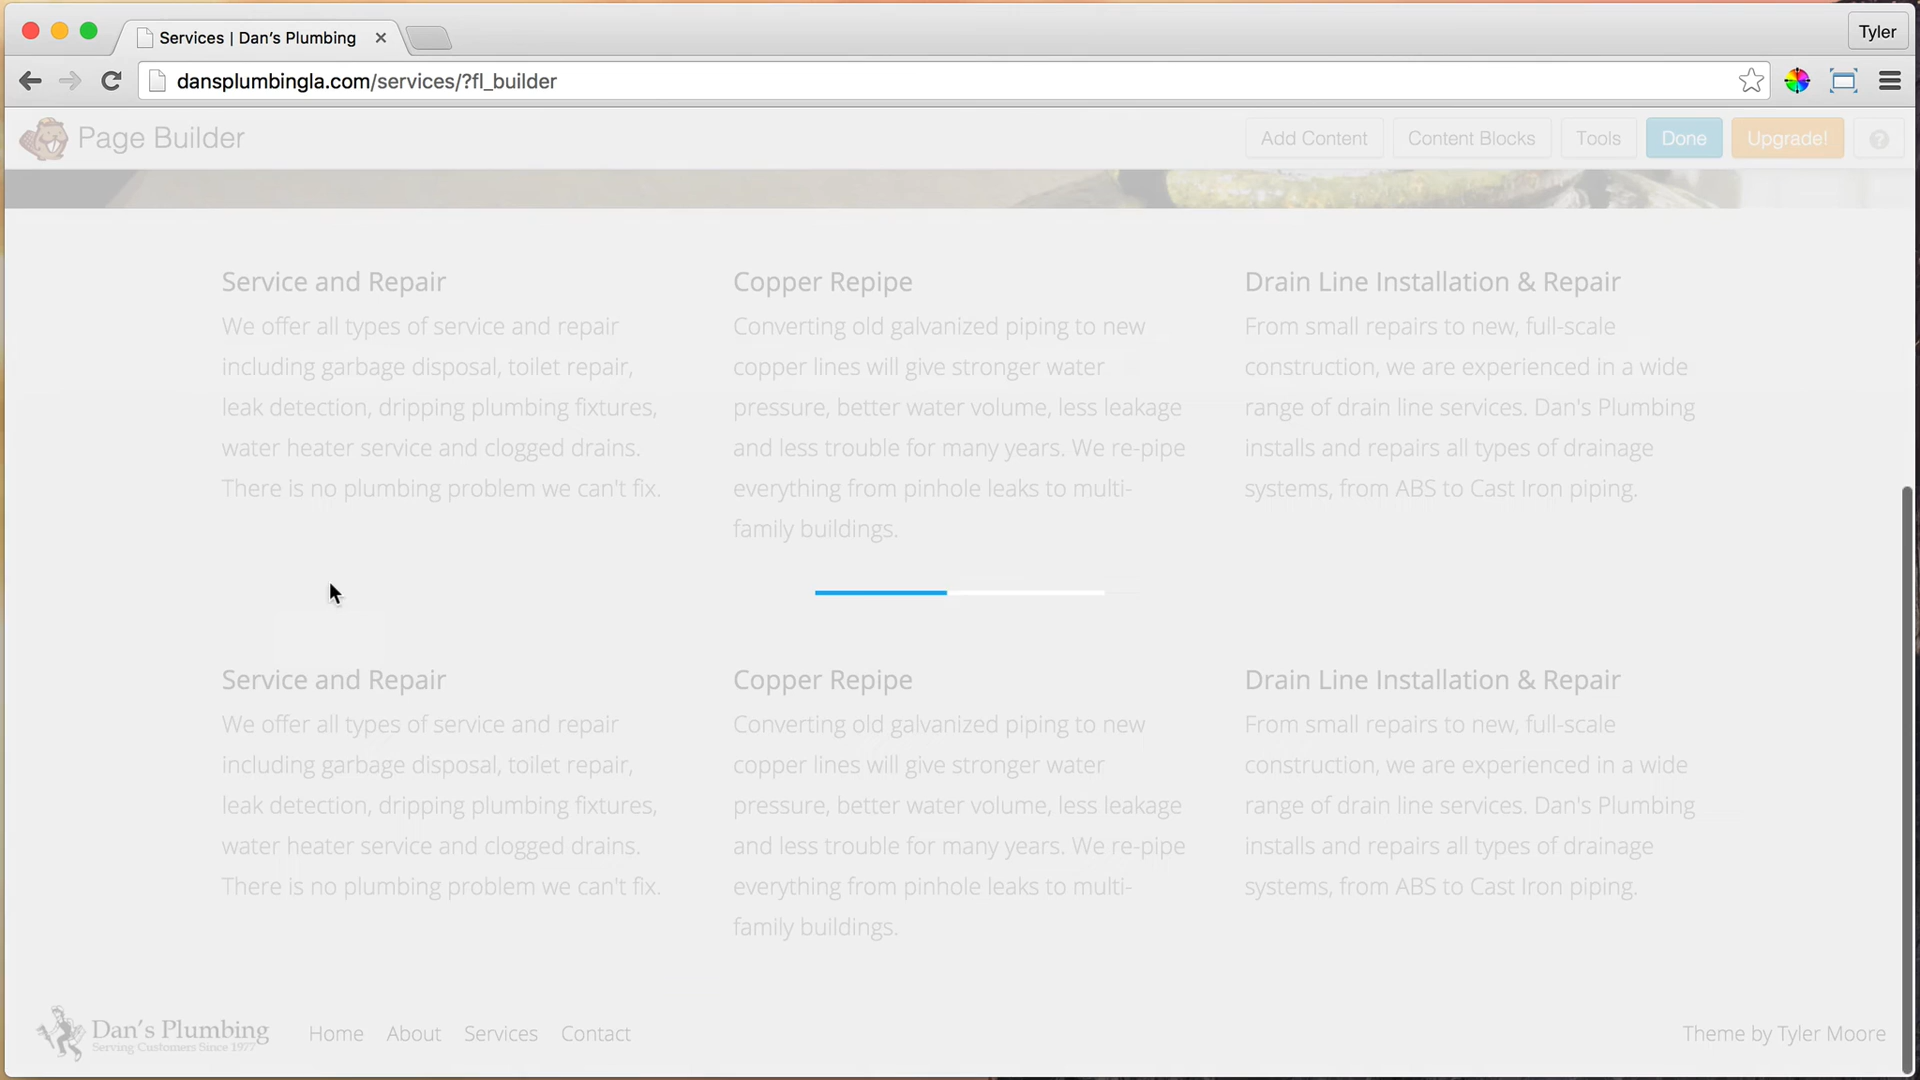 Services | Dan's Plumbing
Tyler
dansplumbingla.com/services/?fl_builder
Page Builder
Add Content
Content Blocks
Tools
Done
Upgrade!
?
Service and Repair
We offer all types of service and repair
including garbage disposal, toilet repair,
leak detection, dripping plumbing fixtures,
water heater service and clogged drains.
There is no plumbing problem we can't fix.
Copper Repipe
Converting old galvanized piping to new
copper lines will give stronger water
pressure, better water volume, less leakage
and less trouble for many years. We re-pipe
everything from pinhole leaks to multi-
family buildings.
Drain Line Installation & Repair
From small repairs to new, full-scale
construction, we are experienced in a wide
range of drain line services. Dan's Plumbing
installs and repairs all types of drainage
systems, from ABS to Cast Iron piping.
Service and Repair
We offer all types of service and repair
including garbage disposal, toilet repair,
leak detection, dripping plumbing fixtures,
water heater service and clogged drains.
There is no plumbing problem we can't fix.
Copper Repipe
Converting old galvanized piping to new
copper lines will give stronger water
pressure, better water volume, less leakage
and less trouble for many years. We re-pipe
everything from pinhole leaks to multi-
family buildings.
Drain Line Installation & Repair
From small repairs to new, full-scale
construction, we are experienced in a wide
range of drain line services. Dan's Plumbing
installs and repairs all types of drainage
systems, from ABS to Cast Iron piping.
Dan's Plumbing
Serving Customers Since 1977
Home
About
Services
Contact
Theme by Tyler Moore